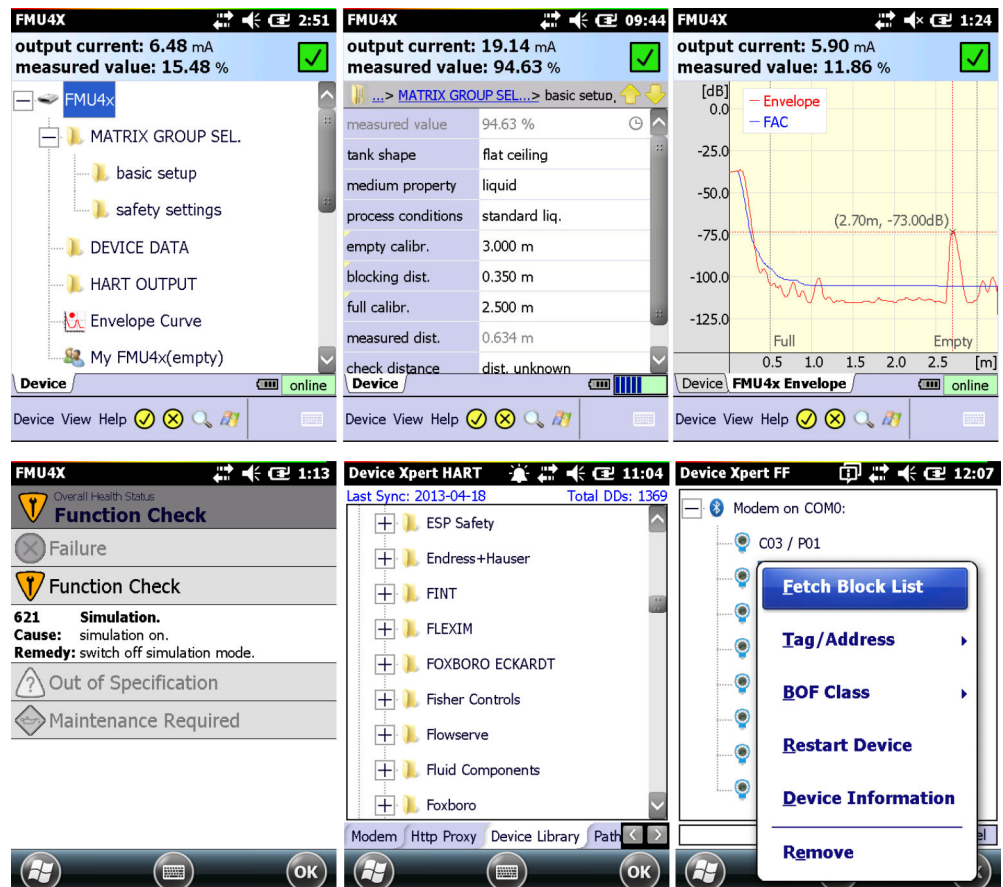 FMU4X 2:51
output current: 6.48 mA
measured value: 15.48 %
FMU4x
MATRIX GROUP SEL.
basic setup
safety settings
DEVICE DATA
HART OUTPUT
Envelope Curve
My FMU4x(empty)
Device online
Device View Help
FMU4X 09:44
output current: 19.14 mA
measured value: 94.63 %
...> MATRIX GROUP SEL...> basic setup,
measured value 94.63 %
tank shape flat ceiling
medium property liquid
process conditions standard liq.
empty calibr. 3.000 m
blocking dist. 0.350 m
full calibr. 2.500 m
measured dist. 0.634 m
check distance dist. unknown
Device
Device View Help
FMU4X 1:24
output current: 5.90 mA
measured value: 11.86 %
[dB]
0.0
Envelope
FAC
-25.0
-50.0
(2.70m, -73.00dB)
-75.0
-100.0
-125.0
Full Empty
0.5 1.0 1.5 2.0 2.5 [m]
Device FMU4x Envelope online
Device View Help
FMU4X 1:13
Overall Health Status
Function Check
Failure
Function Check
621 Simulation.
Cause: simulation on.
Remedy: switch off simulation mode.
Out of Specification
Maintenance Required
OK
Device Xpert HART 11:04
Last Sync: 2013-04-18 Total DDs: 1369
ESP Safety
Endress+Hauser
FINT
FLEXIM
FOXBORO ECKARDT
Fisher Controls
Flowserve
Fluid Components
Foxboro
Modem Http Proxy Device Library Path
OK
Device Xpert FF 12:07
Modem on COM0:
C03 / P01
Fetch Block List
Tag/Address
BOF Class
Restart Device
Device Information
Remove